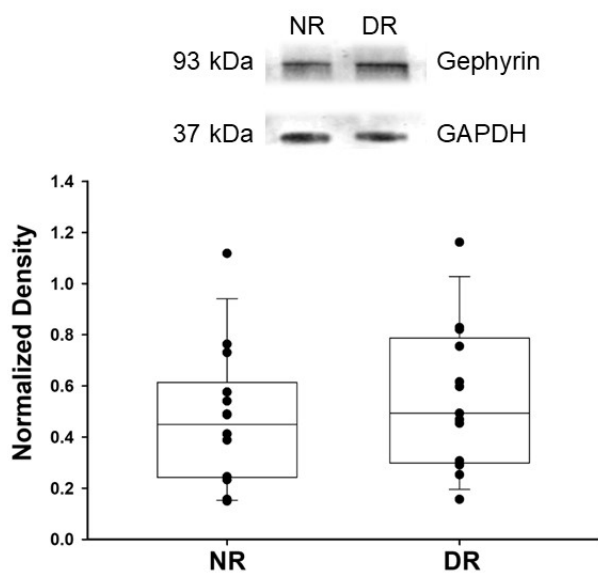 NR DR
93 kDa Gephyrin
37 kDa GAPDH
1.4
1.2
1.0
0.8
0.6
0.4
0.2
0.0
Normalized Density
NR DR